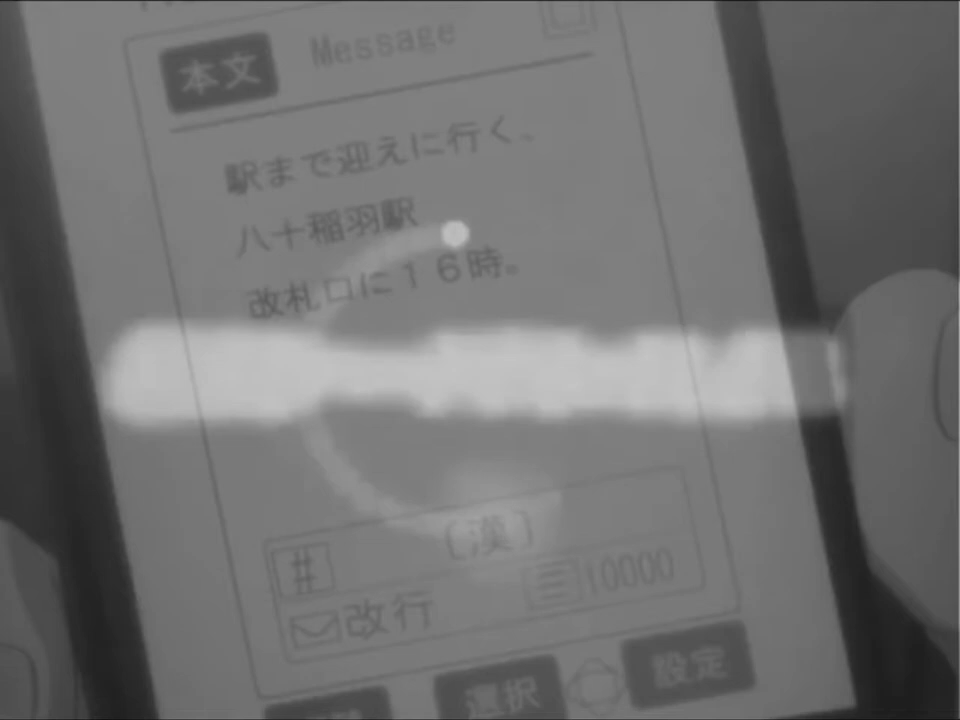 本文 Message
駅まで迎えに行く、
八十稲羽駅
改札口に16時。
# [漢]
改行 10000
選択 設定